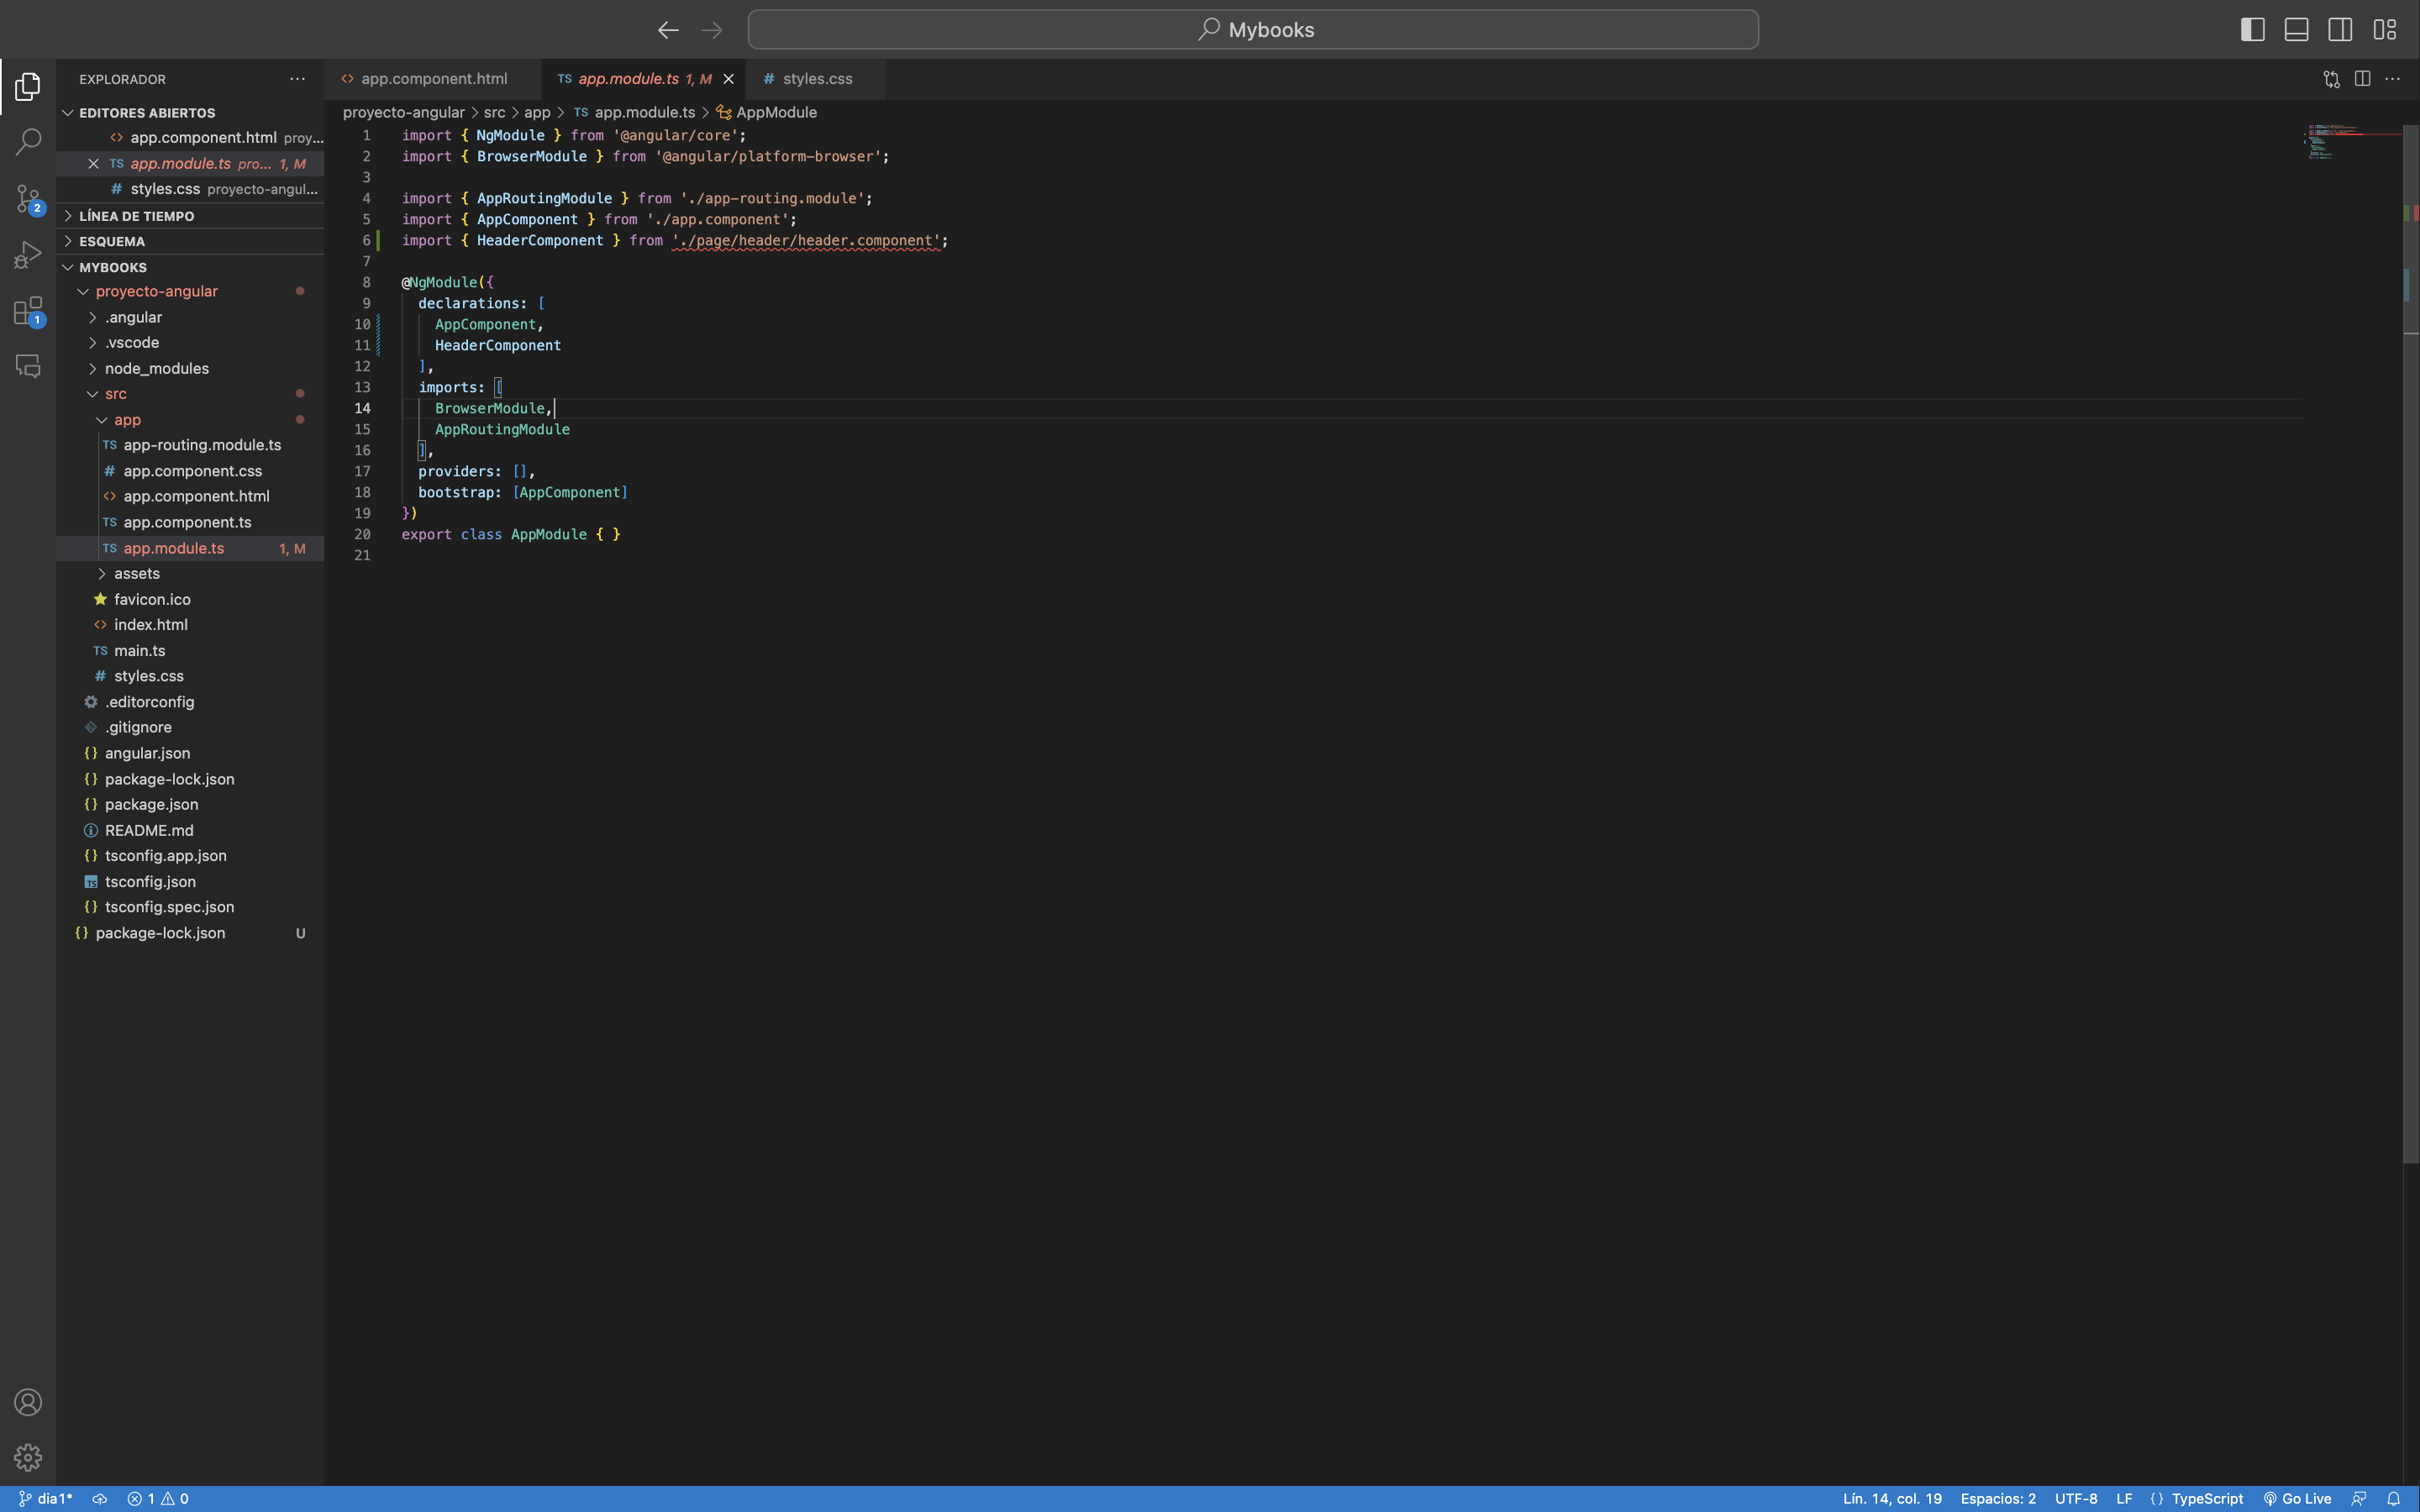 Mybooks
EXPLORADOR
EDITORES ABIERTOS
app.component.html proy...
TS app.module.ts pro... 1, M
# styles.css proyecto-angul...
LÍNEA DE TIEMPO
ESQUEMA
MYBOOKS
proyecto-angular
.angular
.vscode
node_modules
src
app
TS app-routing.module.ts
# app.component.css
<> app.component.html
TS app.component.ts
TS app.module.ts 1, M
assets
favicon.ico
<> index.html
TS main.ts
# styles.css
.editorconfig
.gitignore
{} angular.json
{} package-lock.json
{} package.json
README.md
{} tsconfig.app.json
TS tsconfig.json
{} tsconfig.spec.json
{} package-lock.json U
2
1
<> app.component.html
TS app.module.ts 1, M
# styles.css
proyecto-angular > src > app > TS app.module.ts > AppModule
1 import { NgModule } from '@angular/core';
2 import { BrowserModule } from '@angular/platform-browser';
3
4 import { AppRoutingModule } from './app-routing.module';
5 import { AppComponent } from './app.component';
6 import { HeaderComponent } from './page/header/header.component';
7
8 @NgModule({
9 declarations: [
10 AppComponent,
11 HeaderComponent
12 ],
13 imports: [
14 BrowserModule,
15 AppRoutingModule
16 ],
17 providers: [],
18 bootstrap: [AppComponent]
19 })
20 export class AppModule { }
21
dia1* 1 0
Lín. 14, col. 19 Espacios: 2 UTF-8 LF {} TypeScript Go Live